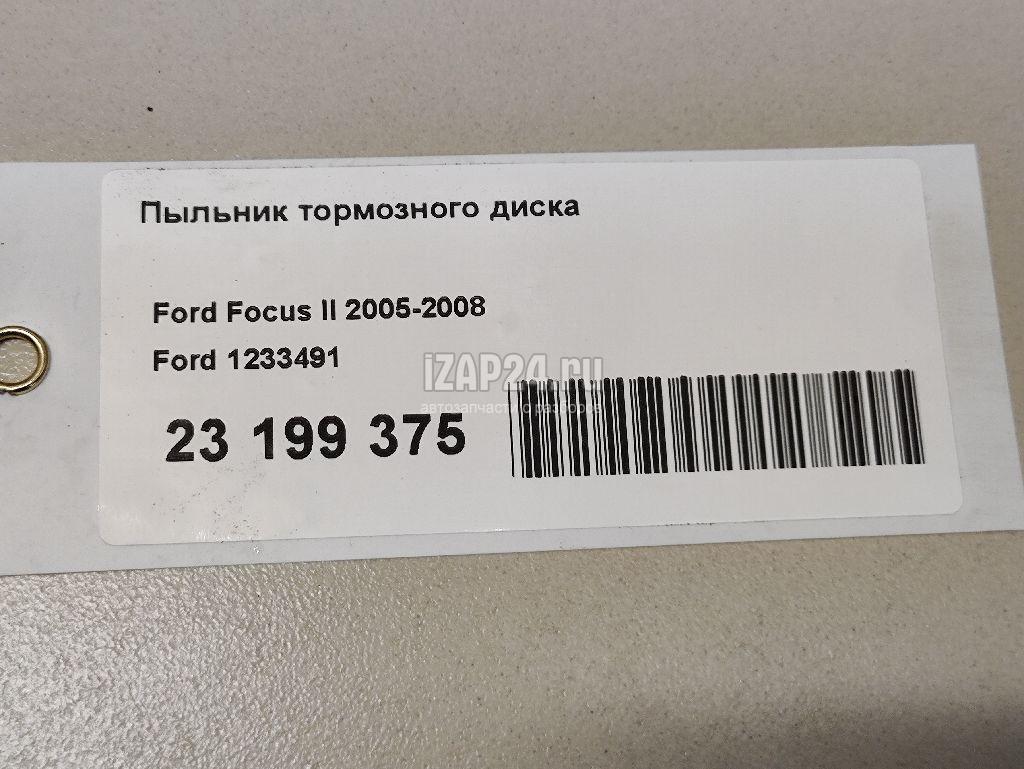 Пыльник тормозного диска
Ford Focus II 2005-2008
Ford 1233491
iZAP24.ru
автозапчасти с разборов
23 199 375